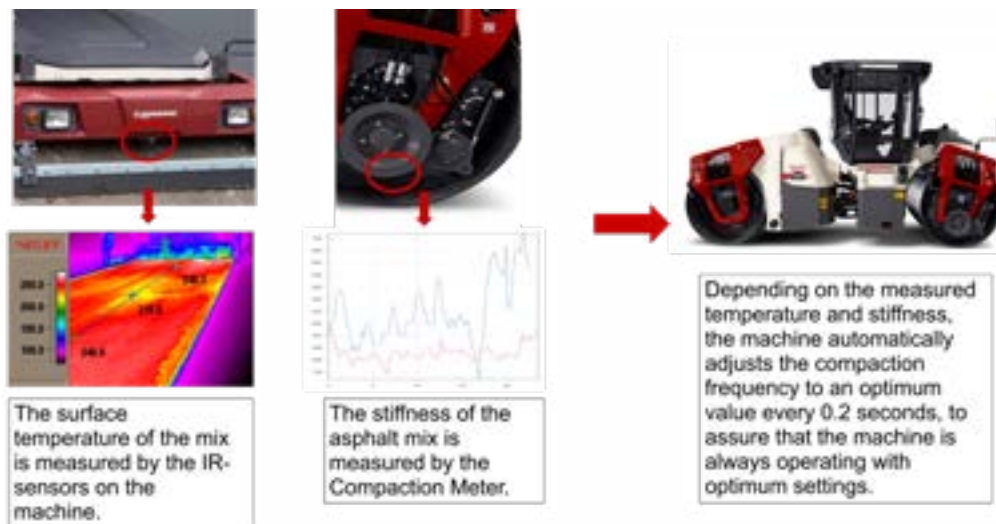 The surface
temperature of the mix
is measured by the IR-
sensors on the
machine.
The stiffness of the
asphalt mix is
measured by the
Compaction Meter.
Depending on the measured
temperature and stiffness,
the machine automatically
adjusts the compaction
frequency to an optimum
value every 0.2 seconds, to
assure that the machine is
always operating with
optimum settings.